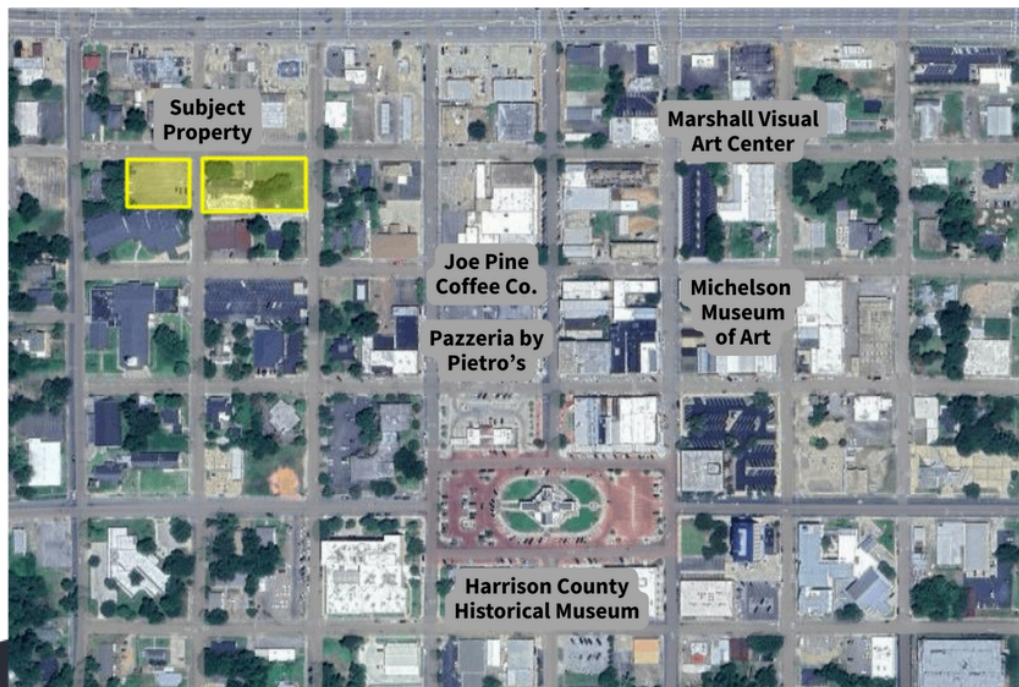 Subject
Property
Marshall Visual
Art Center
Joe Pine
Coffee Co.
Michelson
Museum
of Art
Pazzeria by
Pietro's
Harrison County
Historical Museum